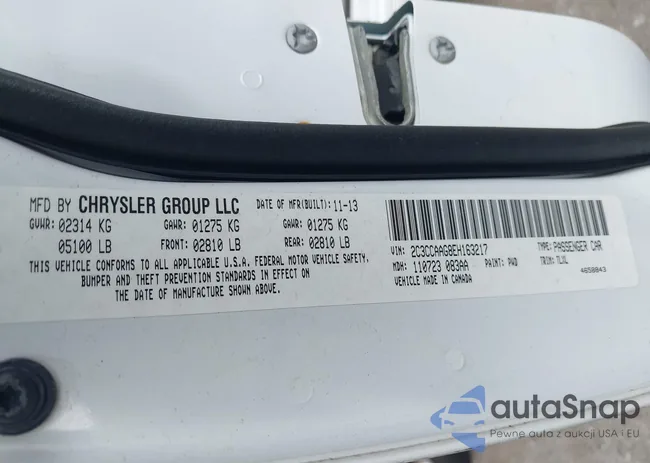 MFD BY CHRYSLER GROUP LLC DATE OF MFR(BUILT): 11-13
GVWR: 02314 KG GAWR: 01275 KG GAWR: 01275 KG
05100 LB FRONT: 02810 LB REAR: 02810 LB
THIS VEHICLE CONFORMS TO ALL APPLICABLE U.S.A. FEDERAL MOTOR VEHICLE SAFETY,
BUMPER AND THEFT PREVENTION STANDARDS IN EFFECT ON
THE DATE OF MANUFACTURE SHOWN ABOVE.
VIN: 2C3CCAAG8EH163217 TYPE: PASSENGER CAR
MDH: 110723 083AA PAINT: PWD TRIM: TLXL
VEHICLE MADE IN CANADA 4658843
autaSnap
Pewne auta z aukcji USA i EU